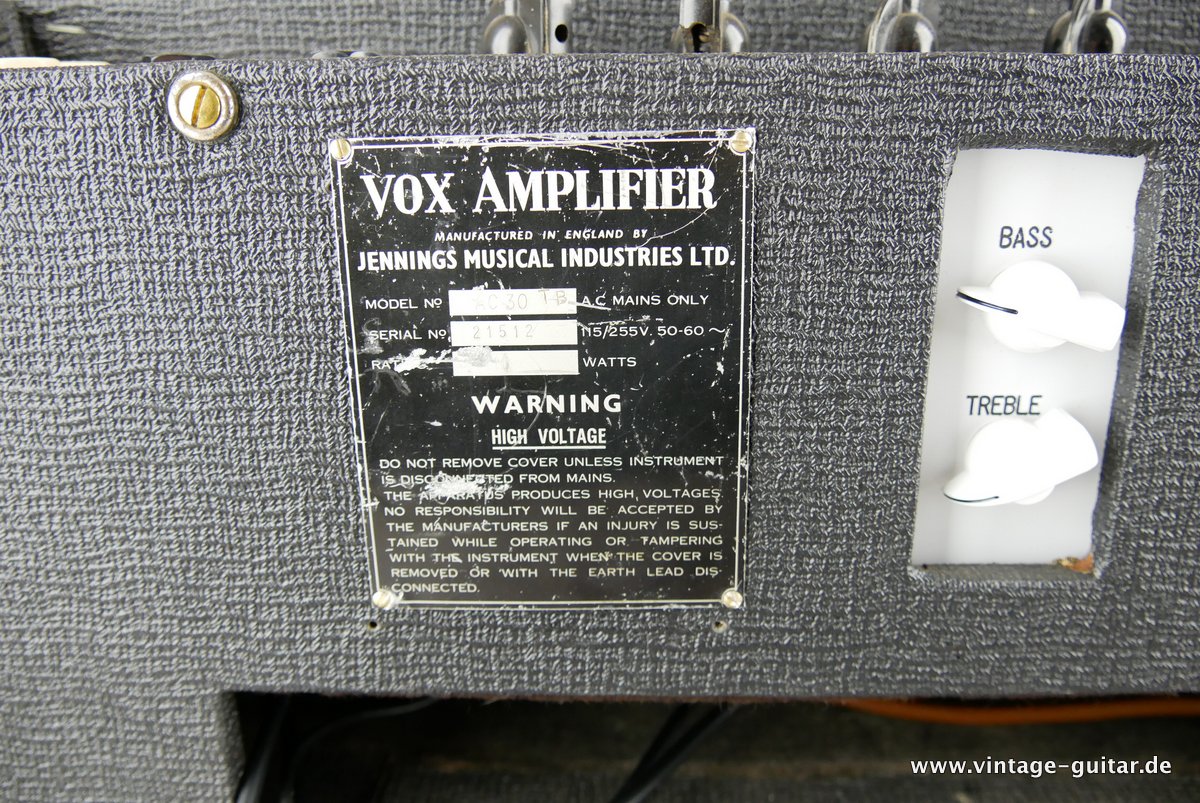 VOX AMPLIFIER
MANUFACTURED IN ENGLAND BY
JENNINGS MUSICAL INDUSTRIES LTD.
MODEL Nº AC30 TB A.C MAINS ONLY
SERIAL Nº 21512 115/255V. 50-60 ~
WATTS
WARNING
HIGH VOLTAGE
DO NOT REMOVE COVER UNLESS INSTRUMENT
IS DISCONNECTED FROM MAINS.
THE APPARATUS PRODUCES HIGH VOLTAGES.
NO RESPONSIBILITY WILL BE ACCEPTED BY
THE MANUFACTURERS IF AN INJURY IS SUS-
TAINED WHILE OPERATING OR TAMPERING
WITH THE INSTRUMENT WHEN THE COVER IS
REMOVED OR WITH THE EARTH LEAD DIS-
CONNECTED.
BASS
TREBLE
www.vintage-guitar.de